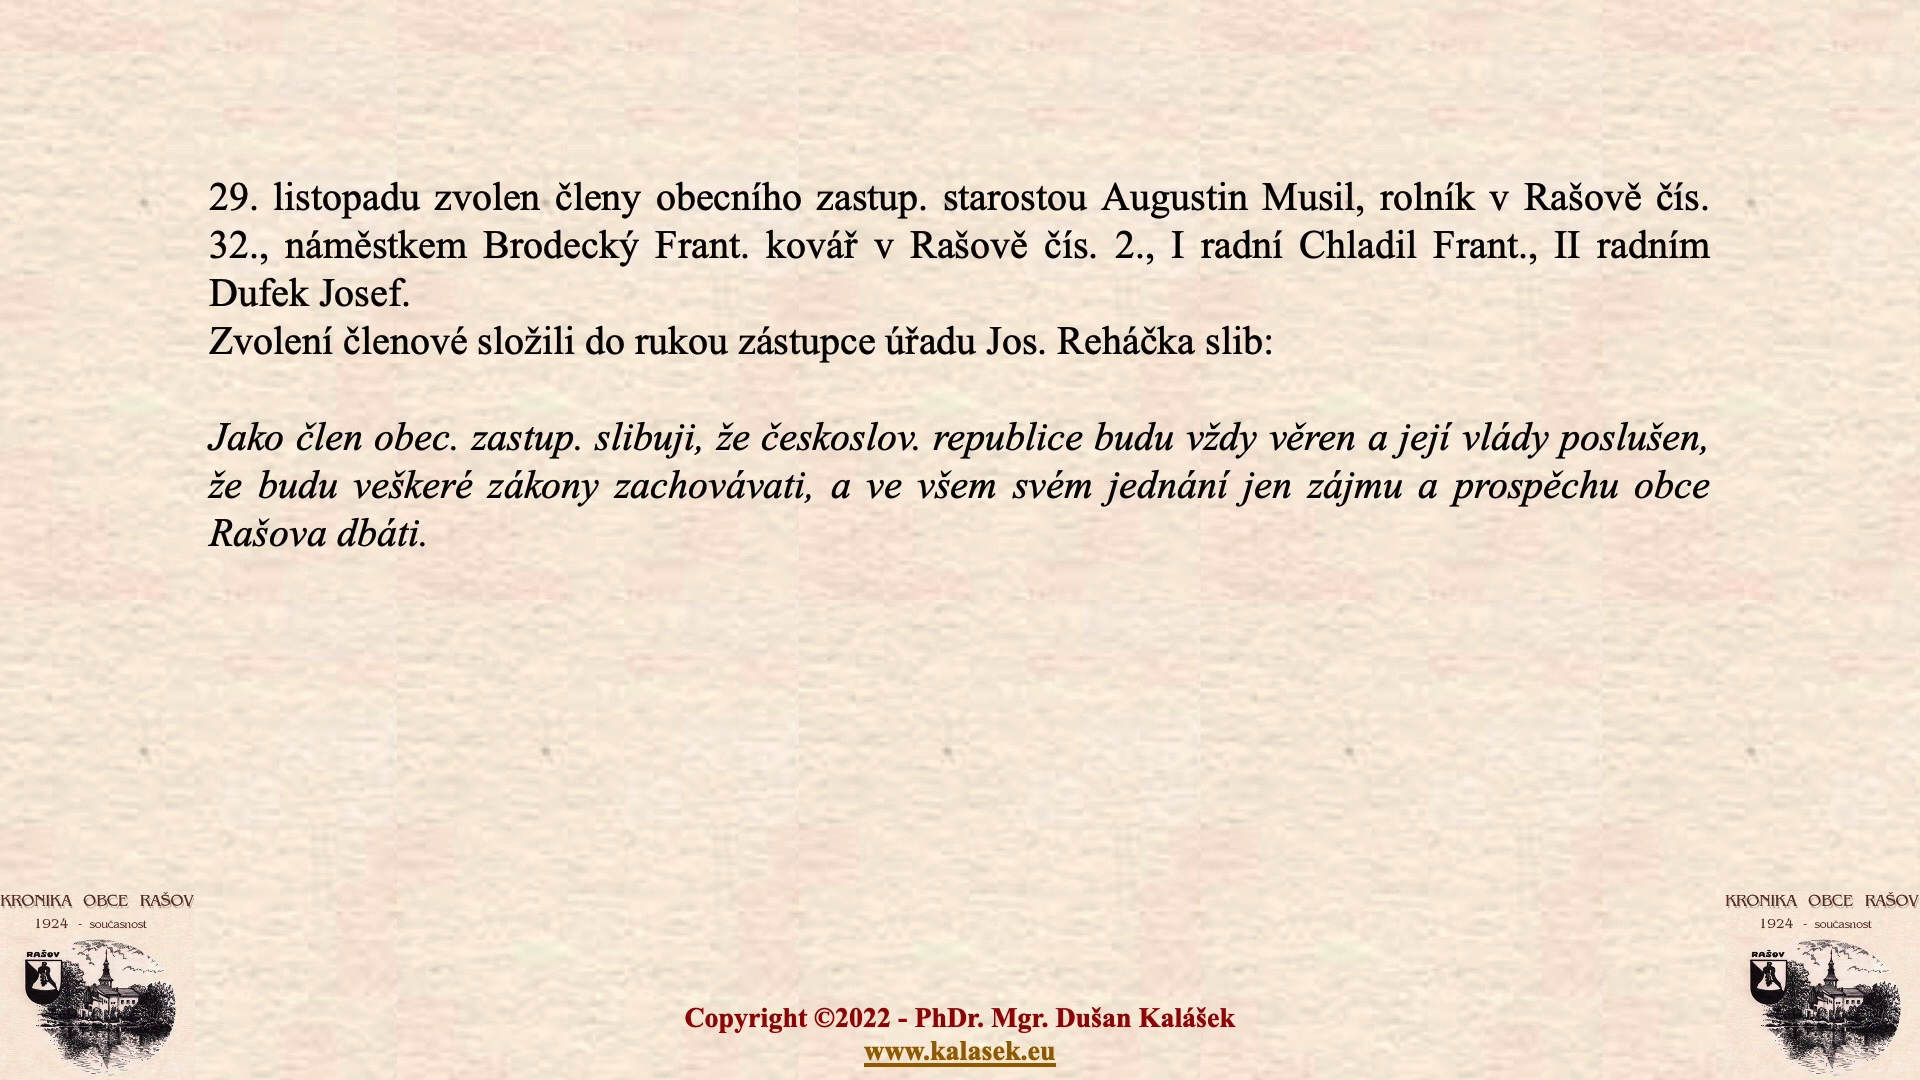 29. listopadu zvolen členy obecního zastup. starostou Augustin Musil, rolník v Rašově čís.
32., náměstkem Brodecký Frant. kovář v Rašově čís. 2., I radní Chladil Frant., II radním
Dufek Josef.
Zvolení členové složili do rukou zástupce úřadu Jos. Reháčka slib:
Jako člen obec. zastup. slibuji, že českoslov. republice budu vždy věren a její vlády poslušen,
že budu veškeré zákony zachovávati, a ve všem svém jednání jen zájmu a prospěchu obce
Rašova dbáti.
KRONIKA OBCE RAŠOV
1924 - současnost
RAŠOV
KRONIKA OBCE RAŠOV
1924 - současnost
RAŠOV
Copyright ©2022 - PhDr. Mgr. Dušan Kalášek
www.kalasek.eu